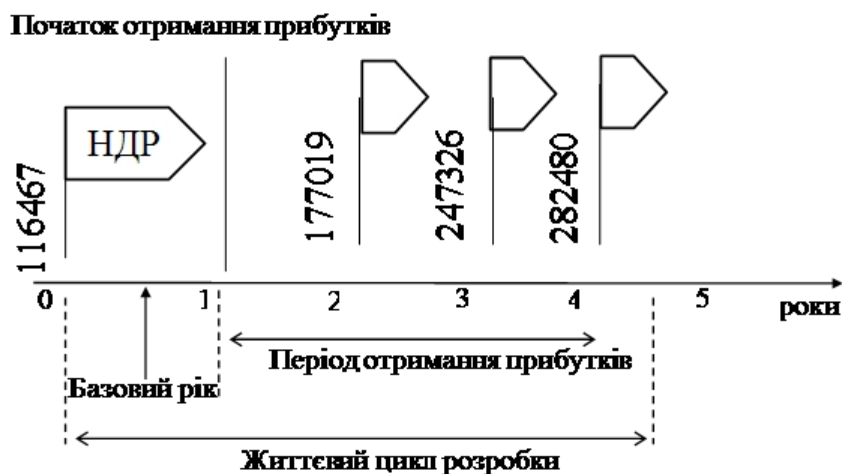 Початок отримання прибутків
НДР
116467
177019
247326
282480
0 1 2 3 4 5
роки
Період отримання прибутків
Базовий рік
Життєвий цикл розробки